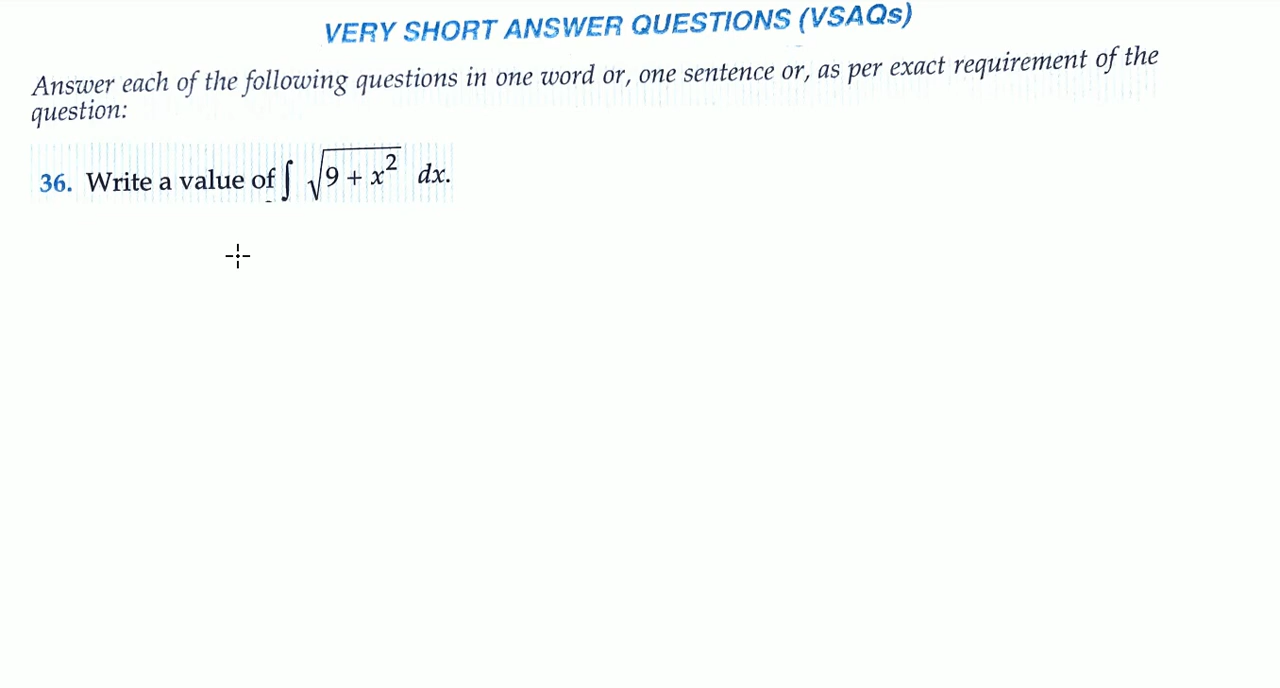 VERY SHORT ANSWER QUESTIONS (VSAQs)
Answer each of the following questions in one word or, one sentence or, as per exact requirement of the
question:
36. Write a value of ∫ √(9 + x²) dx.